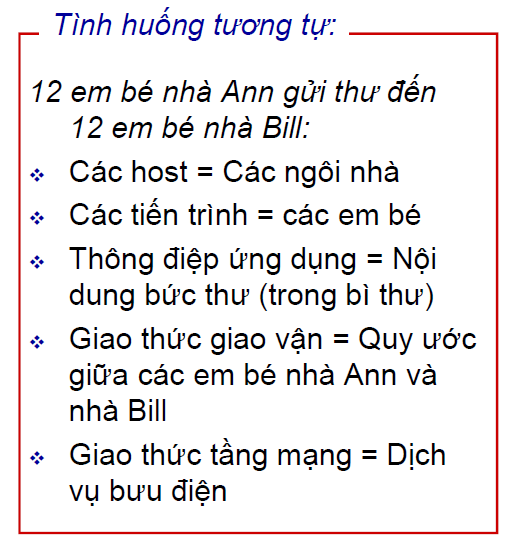 Tình huống tương tự:
12 em bé nhà Ann gửi thư đến
12 em bé nhà Bill:
❖ Các host = Các ngôi nhà
❖ Các tiến trình = các em bé
❖ Thông điệp ứng dụng = Nội
dung bức thư (trong bì thư)
❖ Giao thức giao vận = Quy ước
giữa các em bé nhà Ann và
nhà Bill
❖ Giao thức tầng mạng = Dịch
vụ bưu điện